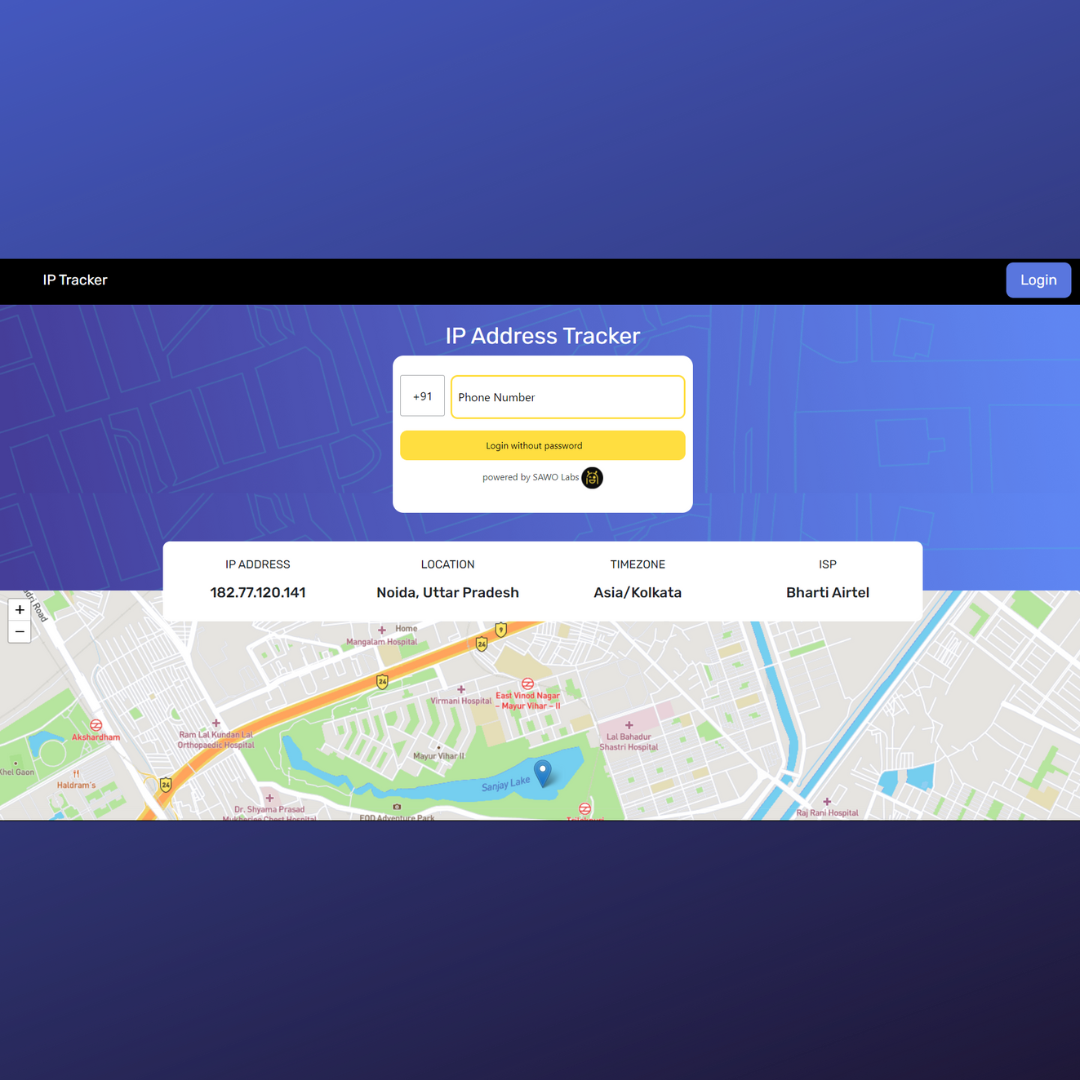 IP Tracker
Login
IP Address Tracker
+91
Phone Number
Login without password
powered by SAWO Labs
IP ADDRESS
LOCATION
TIMEZONE
ISP
182.77.120.141
Noida, Uttar Pradesh
Asia/Kolkata
Bharti Airtel
+
−
Road
Home
Mangalam Hospital
9
24
24
Virmani Hospital
East Vinod Nagar
– Mayur Vihar – II
Akshardham
Ram Lal Kundan Lal
Orthopaedic Hospital
Lal Bahadur
Shastri Hospital
Mayur Vihar II
Khel Gaon
Haldiram's
24
Sanjay Lake
Dr. Shyama Prasad
Mukherjee Chest Hospital
EOD Adventure Park
Raj Rani Hospital